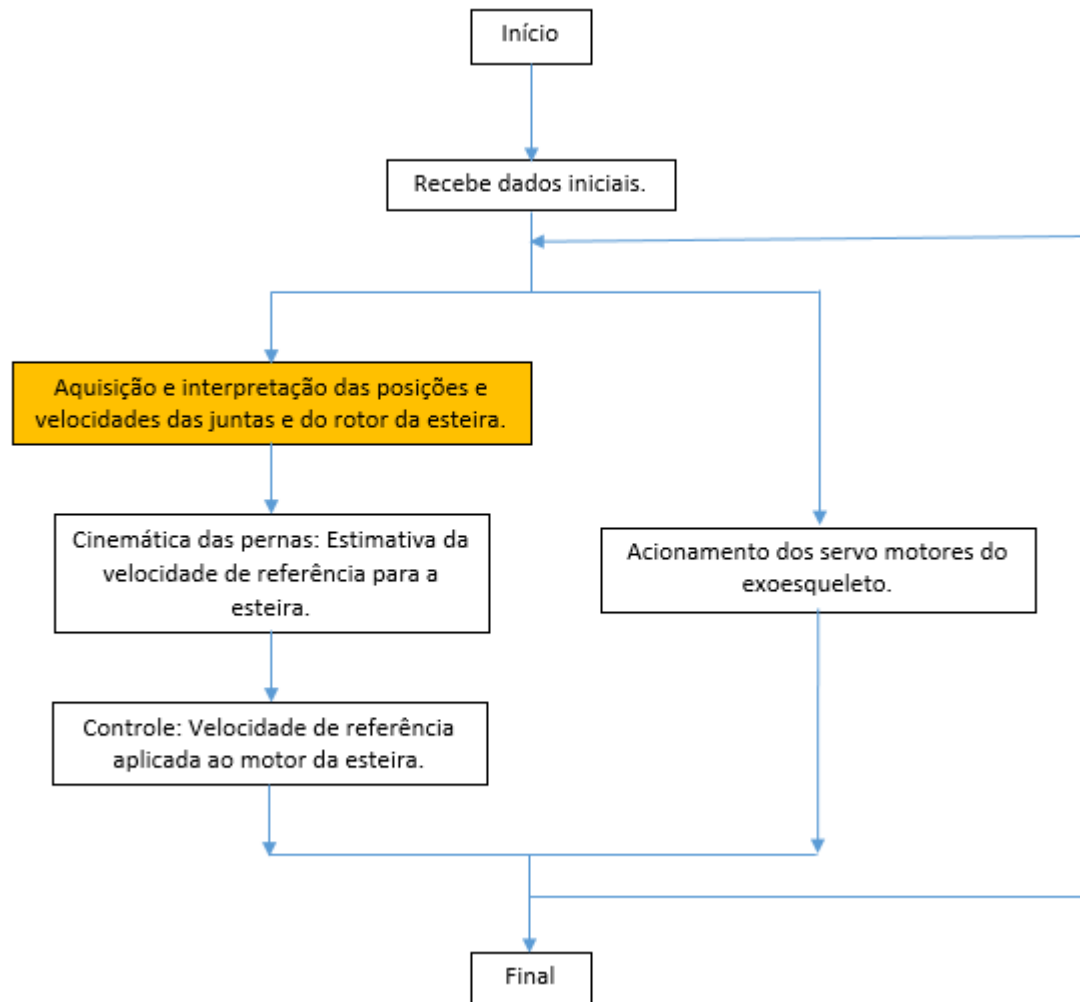 Início
Recebe dados iniciais.
Aquisição e interpretação das posições e
velocidades das juntas e do rotor da esteira.
Cinemática das pernas: Estimativa da
velocidade de referência para a
esteira.
Acionamento dos servo motores do
exoesqueleto.
Controle: Velocidade de referência
aplicada ao motor da esteira.
Final